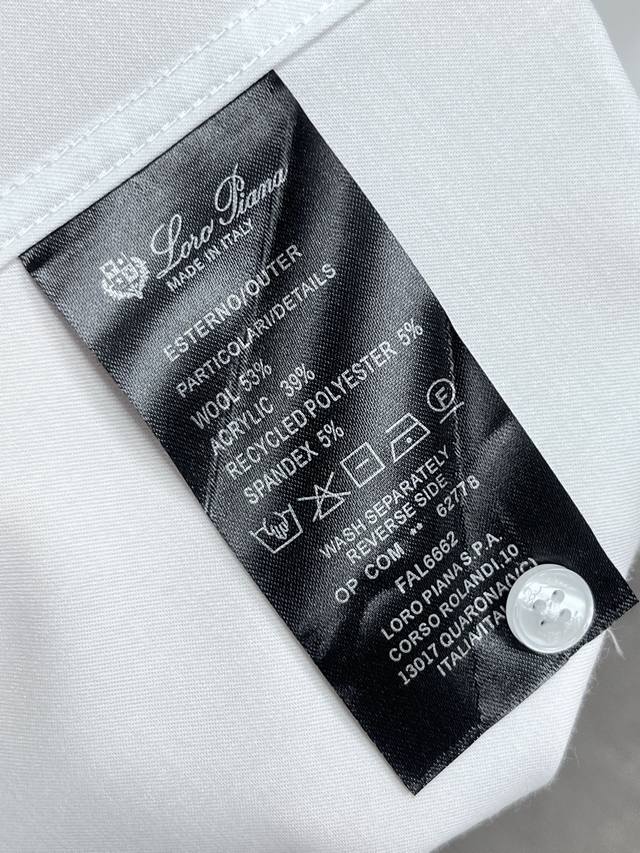 Loro Piana
MADE IN ITALY
ESTERNO/OUTER
PARTICOLARI/DETAILS
WOOL 53%
ACRYLIC 39%
RECYCLED POLYESTER 5%
SPANDEX 5%
F
WASH SEPARATELY
REVERSE SIDE
OP COM ** 62778
FAL6662
LORO PIANA S.P.A.
CORSO ROLANDI,10
13017 QUARONA(VC)